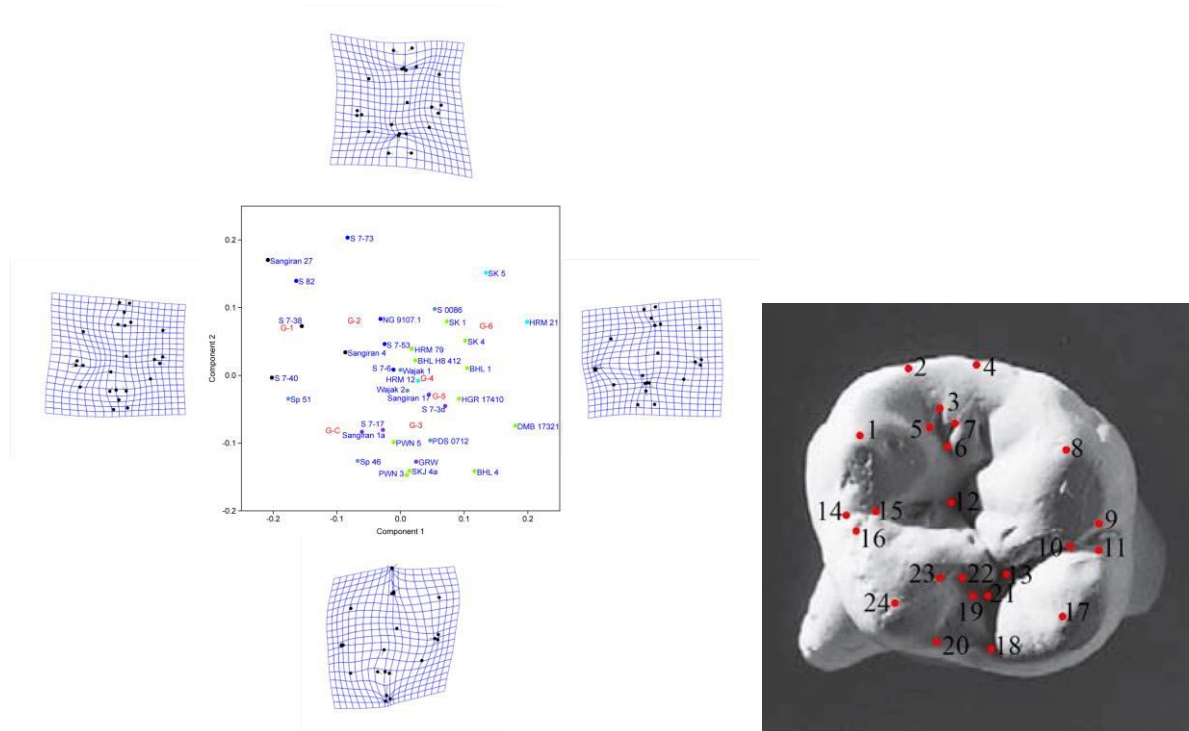 0.2
0.1
0.0
-0.1
-0.2
Component 2
-0.2
-0.1
0.0
0.1
0.2
Component 1
S 7-73
Sangiran 27
SK 5
S 82
S 0086
S 7-38
G-1
G-2
NG 9107.1
SK 1
G-6
HRM 21
S 7-53
SK 4
Sangiran 4
HRM 79
BHL H8 412
S 7-6
Wajak 1
BHL 1
S 7-40
HRM 12
G-4
Wajak 2
Sangiran 17
G-5
Sp 51
S 7-3d
HGR 17410
S 7-17
G-C
Sangiran 1a
G-3
DMB 17321
PWN 5
PDS 0712
Sp 46
GRW
PWN 3
SKJ 4a
BHL 4
2
4
3
1
5
7
6
8
12
14
15
9
16
10
11
23
22
13
24
19
21
17
20
18